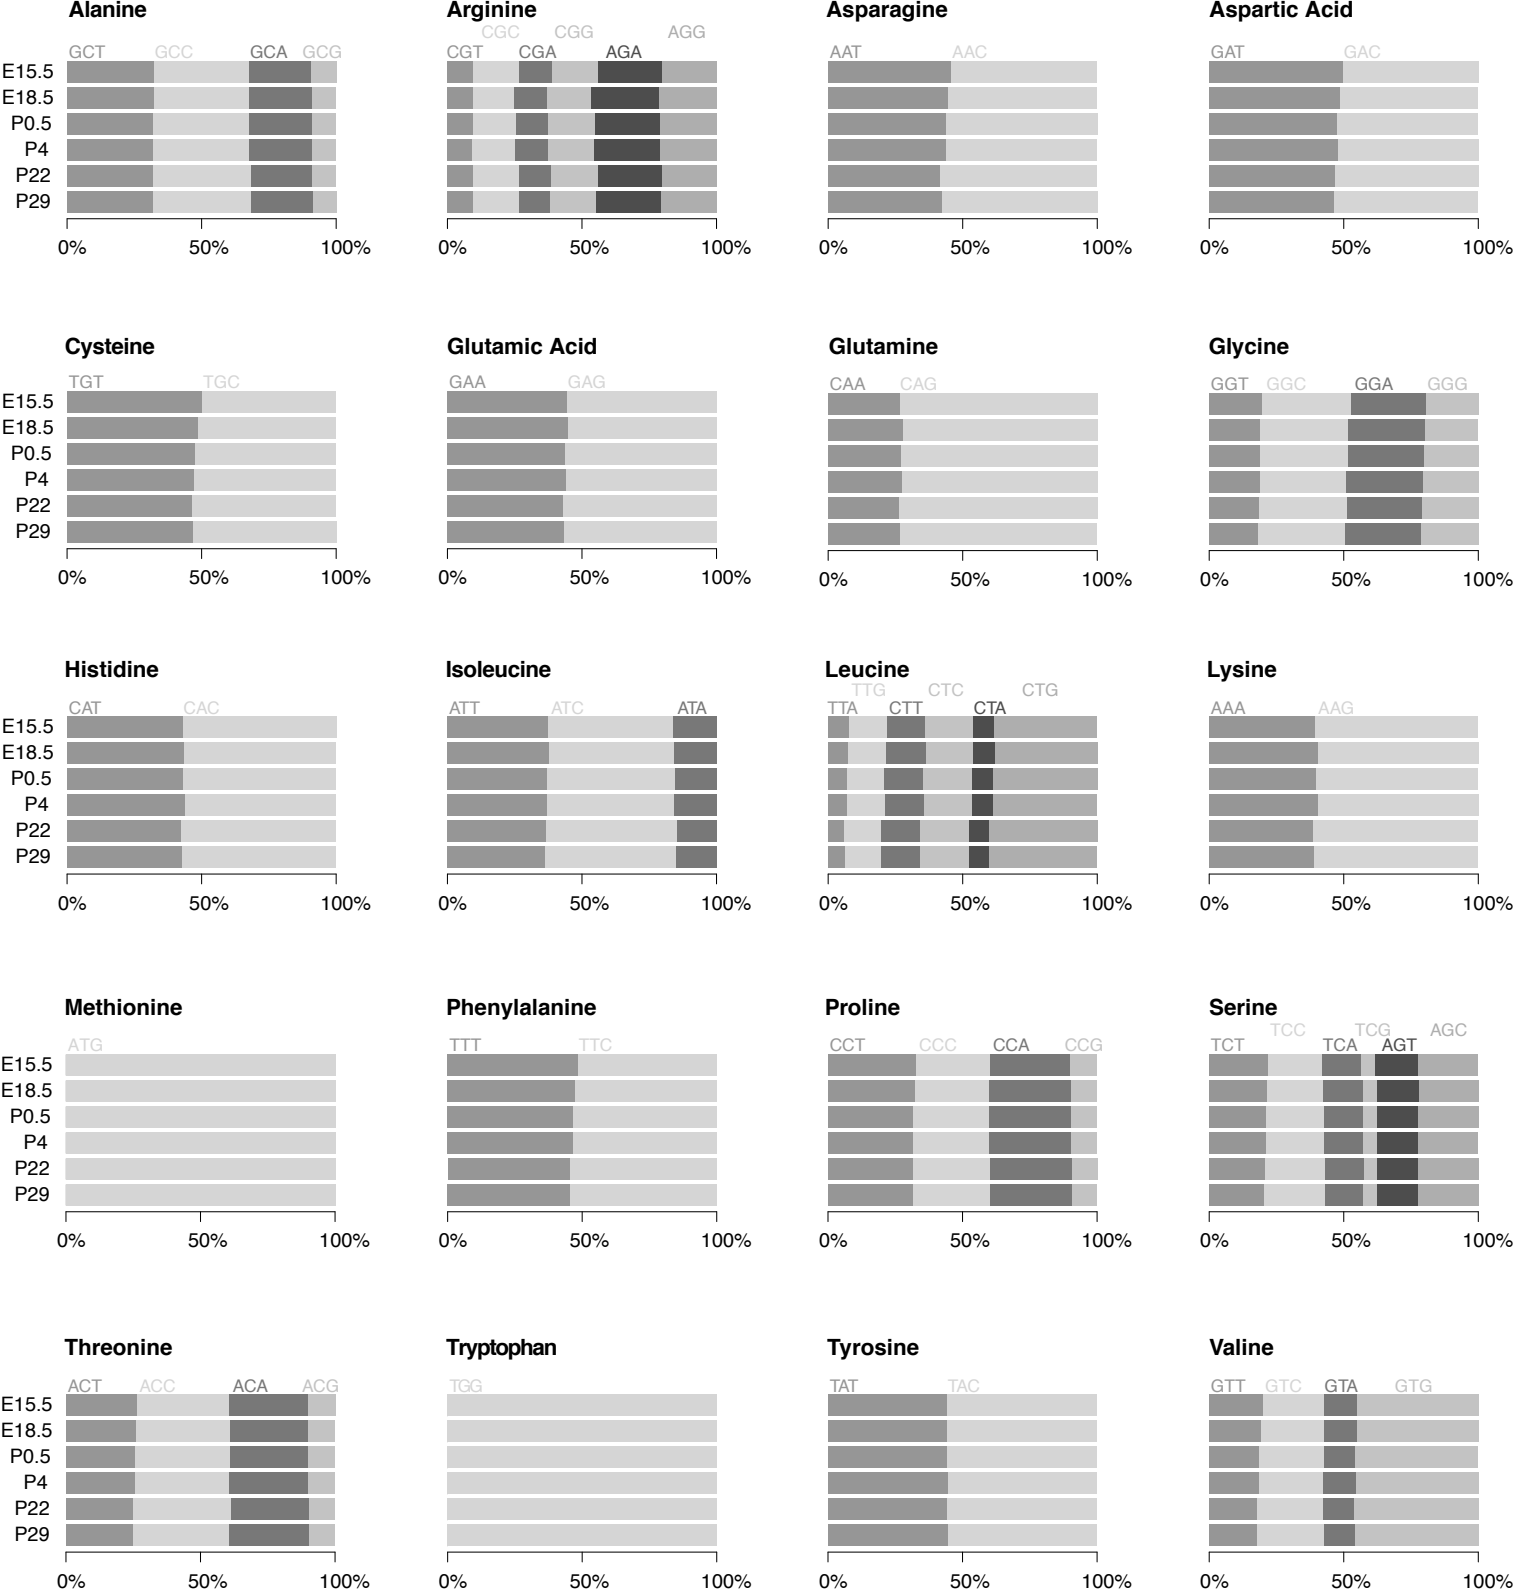 Alanine Arginine Asparagine Aspartic Acid
CGC CGG AGG
GCT GCC GCA GCG CGT CGA AGA AAT AAC GAT GAC
E15.5
E18.5
P0.5
P4
P22
P29
0% 50% 100% 0% 50% 100% 0% 50% 100% 0% 50% 100%
Cysteine Glutamic Acid Glutamine Glycine
TGT TGC GAA GAG CAA CAG GGT GGC GGA GGG
E15.5
E18.5
P0.5
P4
P22
P29
0% 50% 100% 0% 50% 100% 0% 50% 100% 0% 50% 100%
Histidine Isoleucine Leucine Lysine
TTG CTC CTG
CAT CAC ATT ATC ATA TTA CTT CTA AAA AAG
E15.5
E18.5
P0.5
P4
P22
P29
0% 50% 100% 0% 50% 100% 0% 50% 100% 0% 50% 100%
Methionine Phenylalanine Proline Serine
TCC TCG AGC
ATG TTT TTC CCT CCC CCA CCG TCT TCA AGT
E15.5
E18.5
P0.5
P4
P22
P29
0% 50% 100% 0% 50% 100% 0% 50% 100% 0% 50% 100%
Threonine Tryptophan Tyrosine Valine
ACT ACC ACA ACG TGG TAT TAC GTT GTC GTA GTG
E15.5
E18.5
P0.5
P4
P22
P29
0% 50% 100% 0% 50% 100% 0% 50% 100% 0% 50% 100%